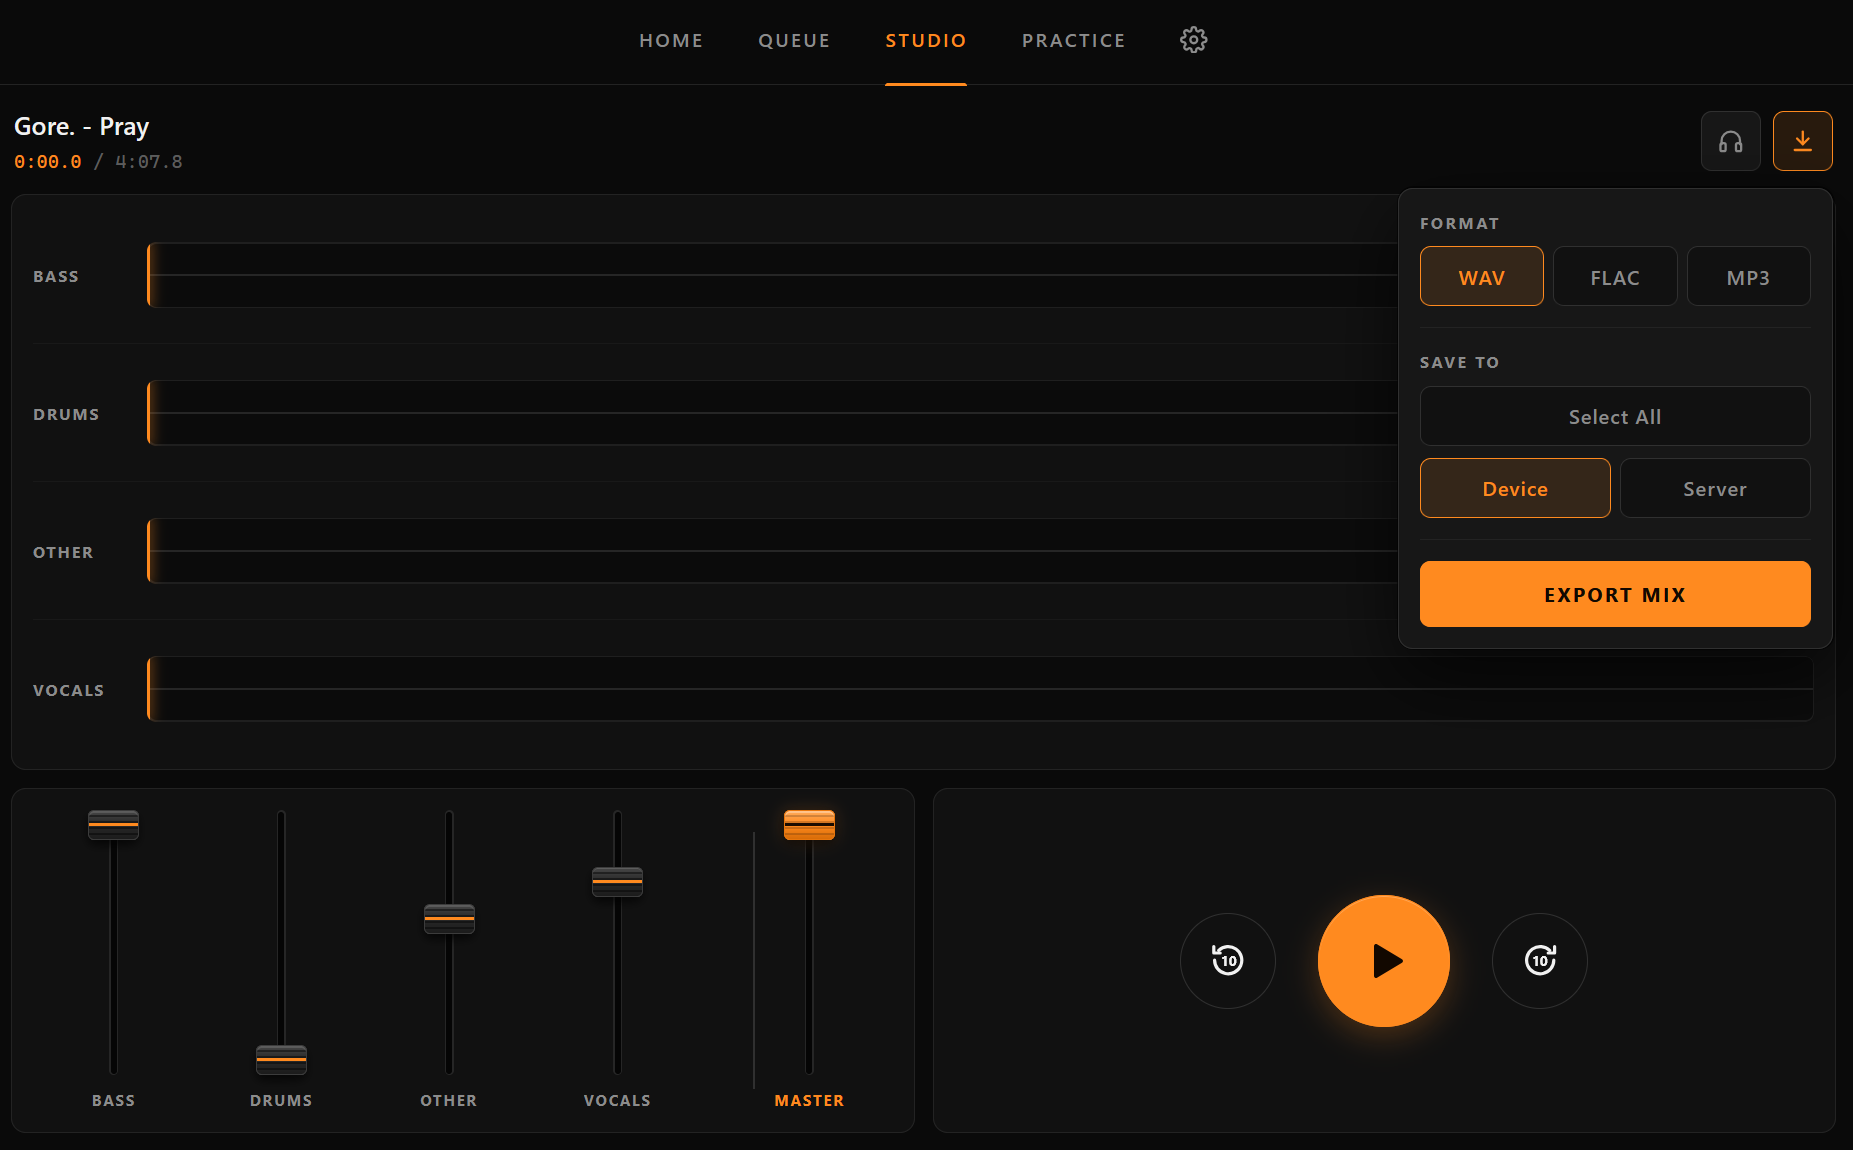 HOME QUEUE STUDIO PRACTICE
Gore. - Pray
0:00.0 / 4:07.8
FORMAT
WAV FLAC MP3
SAVE TO
Select All
Device Server
EXPORT MIX
BASS
DRUMS
OTHER
VOCALS
BASS DRUMS OTHER VOCALS MASTER
10 10